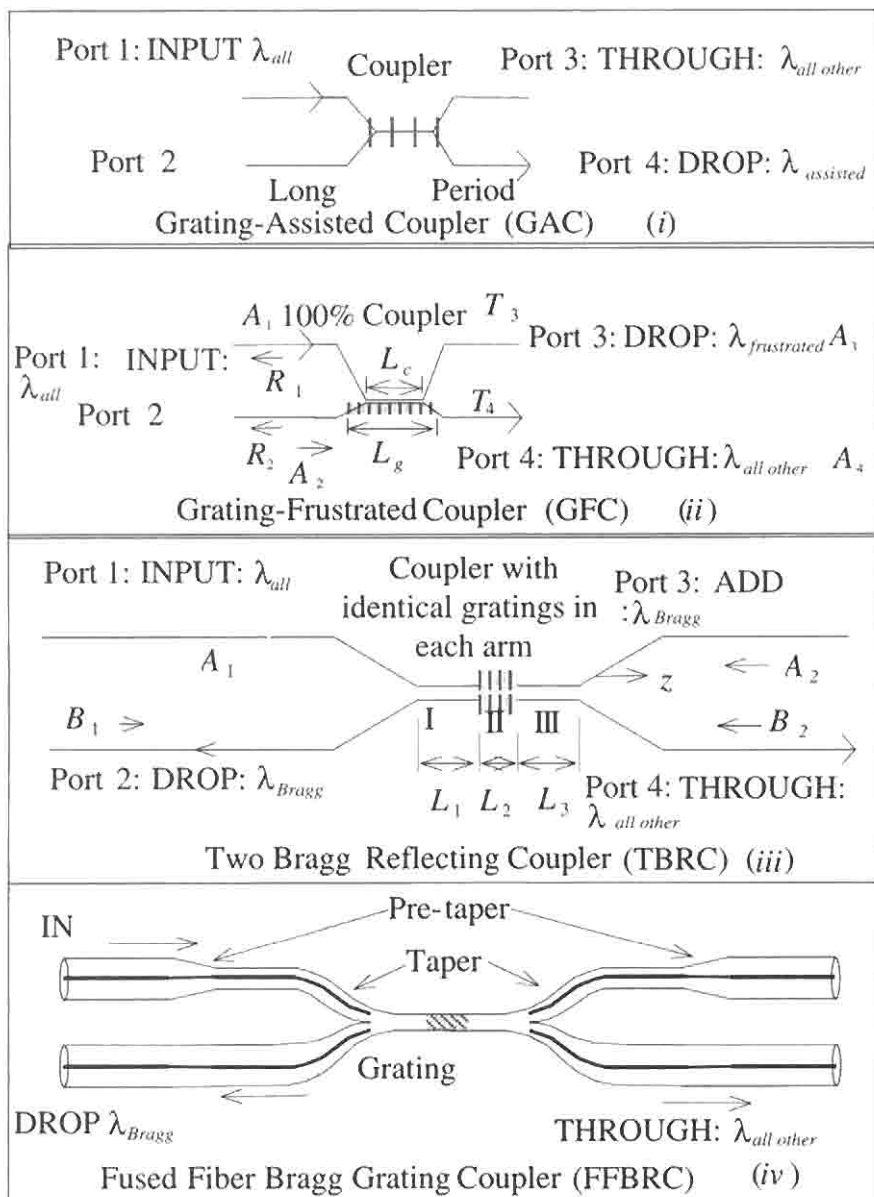 Port 1: INPUT λall
Coupler
Port 3: THROUGH: λall other
Port 2
Port 4: DROP: λassisted
Long Period
Grating-Assisted Coupler (GAC) (i)
A1 100% Coupler T3
Port 1: INPUT: λall
R1
Lc
Port 3: DROP: λfrustrated A3
Port 2
T4
R2
A2
Lg
Port 4: THROUGH: λall other A4
Grating-Frustrated Coupler (GFC) (ii)
Port 1: INPUT: λall
Coupler with
identical gratings in
each arm
Port 3: ADD
:λBragg
A1
z
A2
B1
I II III
B2
Port 2: DROP: λBragg
L1 L2 L3
Port 4: THROUGH:
λall other
Two Bragg Reflecting Coupler (TBRC) (iii)
IN
Pre-taper
Taper
Grating
DROP λBragg
THROUGH: λall other
Fused Fiber Bragg Grating Coupler (FFBRC) (iv)